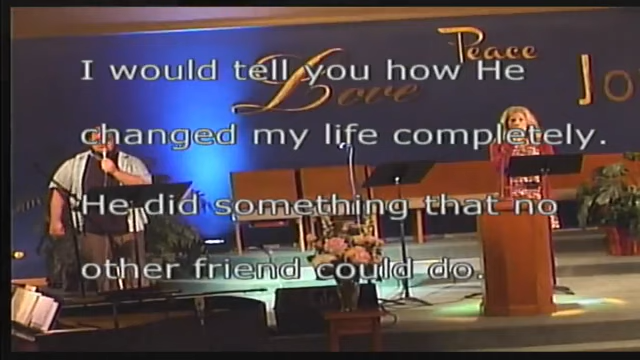 Peace
Love
Jo
I would tell you how He
changed my life completely.
He did something that no
other friend could do.